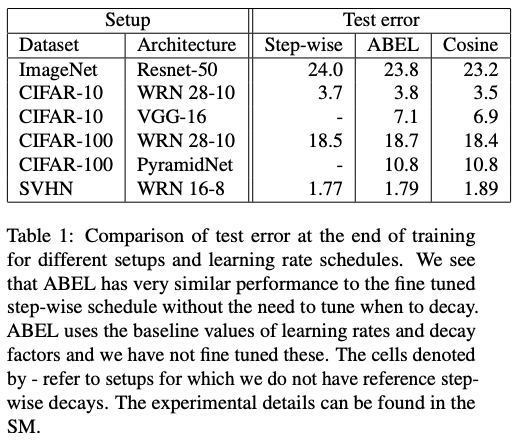 Setup Test error
Dataset Architecture Step-wise ABEL Cosine
ImageNet Resnet-50 24.0 23.8 23.2
CIFAR-10 WRN 28-10 3.7 3.8 3.5
CIFAR-10 VGG-16 - 7.1 6.9
CIFAR-100 WRN 28-10 18.5 18.7 18.4
CIFAR-100 PyramidNet - 10.8 10.8
SVHN WRN 16-8 1.77 1.79 1.89
Table 1: Comparison of test error at the end of training
for different setups and learning rate schedules. We see
that ABEL has very similar performance to the fine tuned
step-wise schedule without the need to tune when to decay.
ABEL uses the baseline values of learning rates and decay
factors and we have not fine tuned these. The cells denoted
by - refer to setups for which we do not have reference step-
wise decays. The experimental details can be found in the
SM.